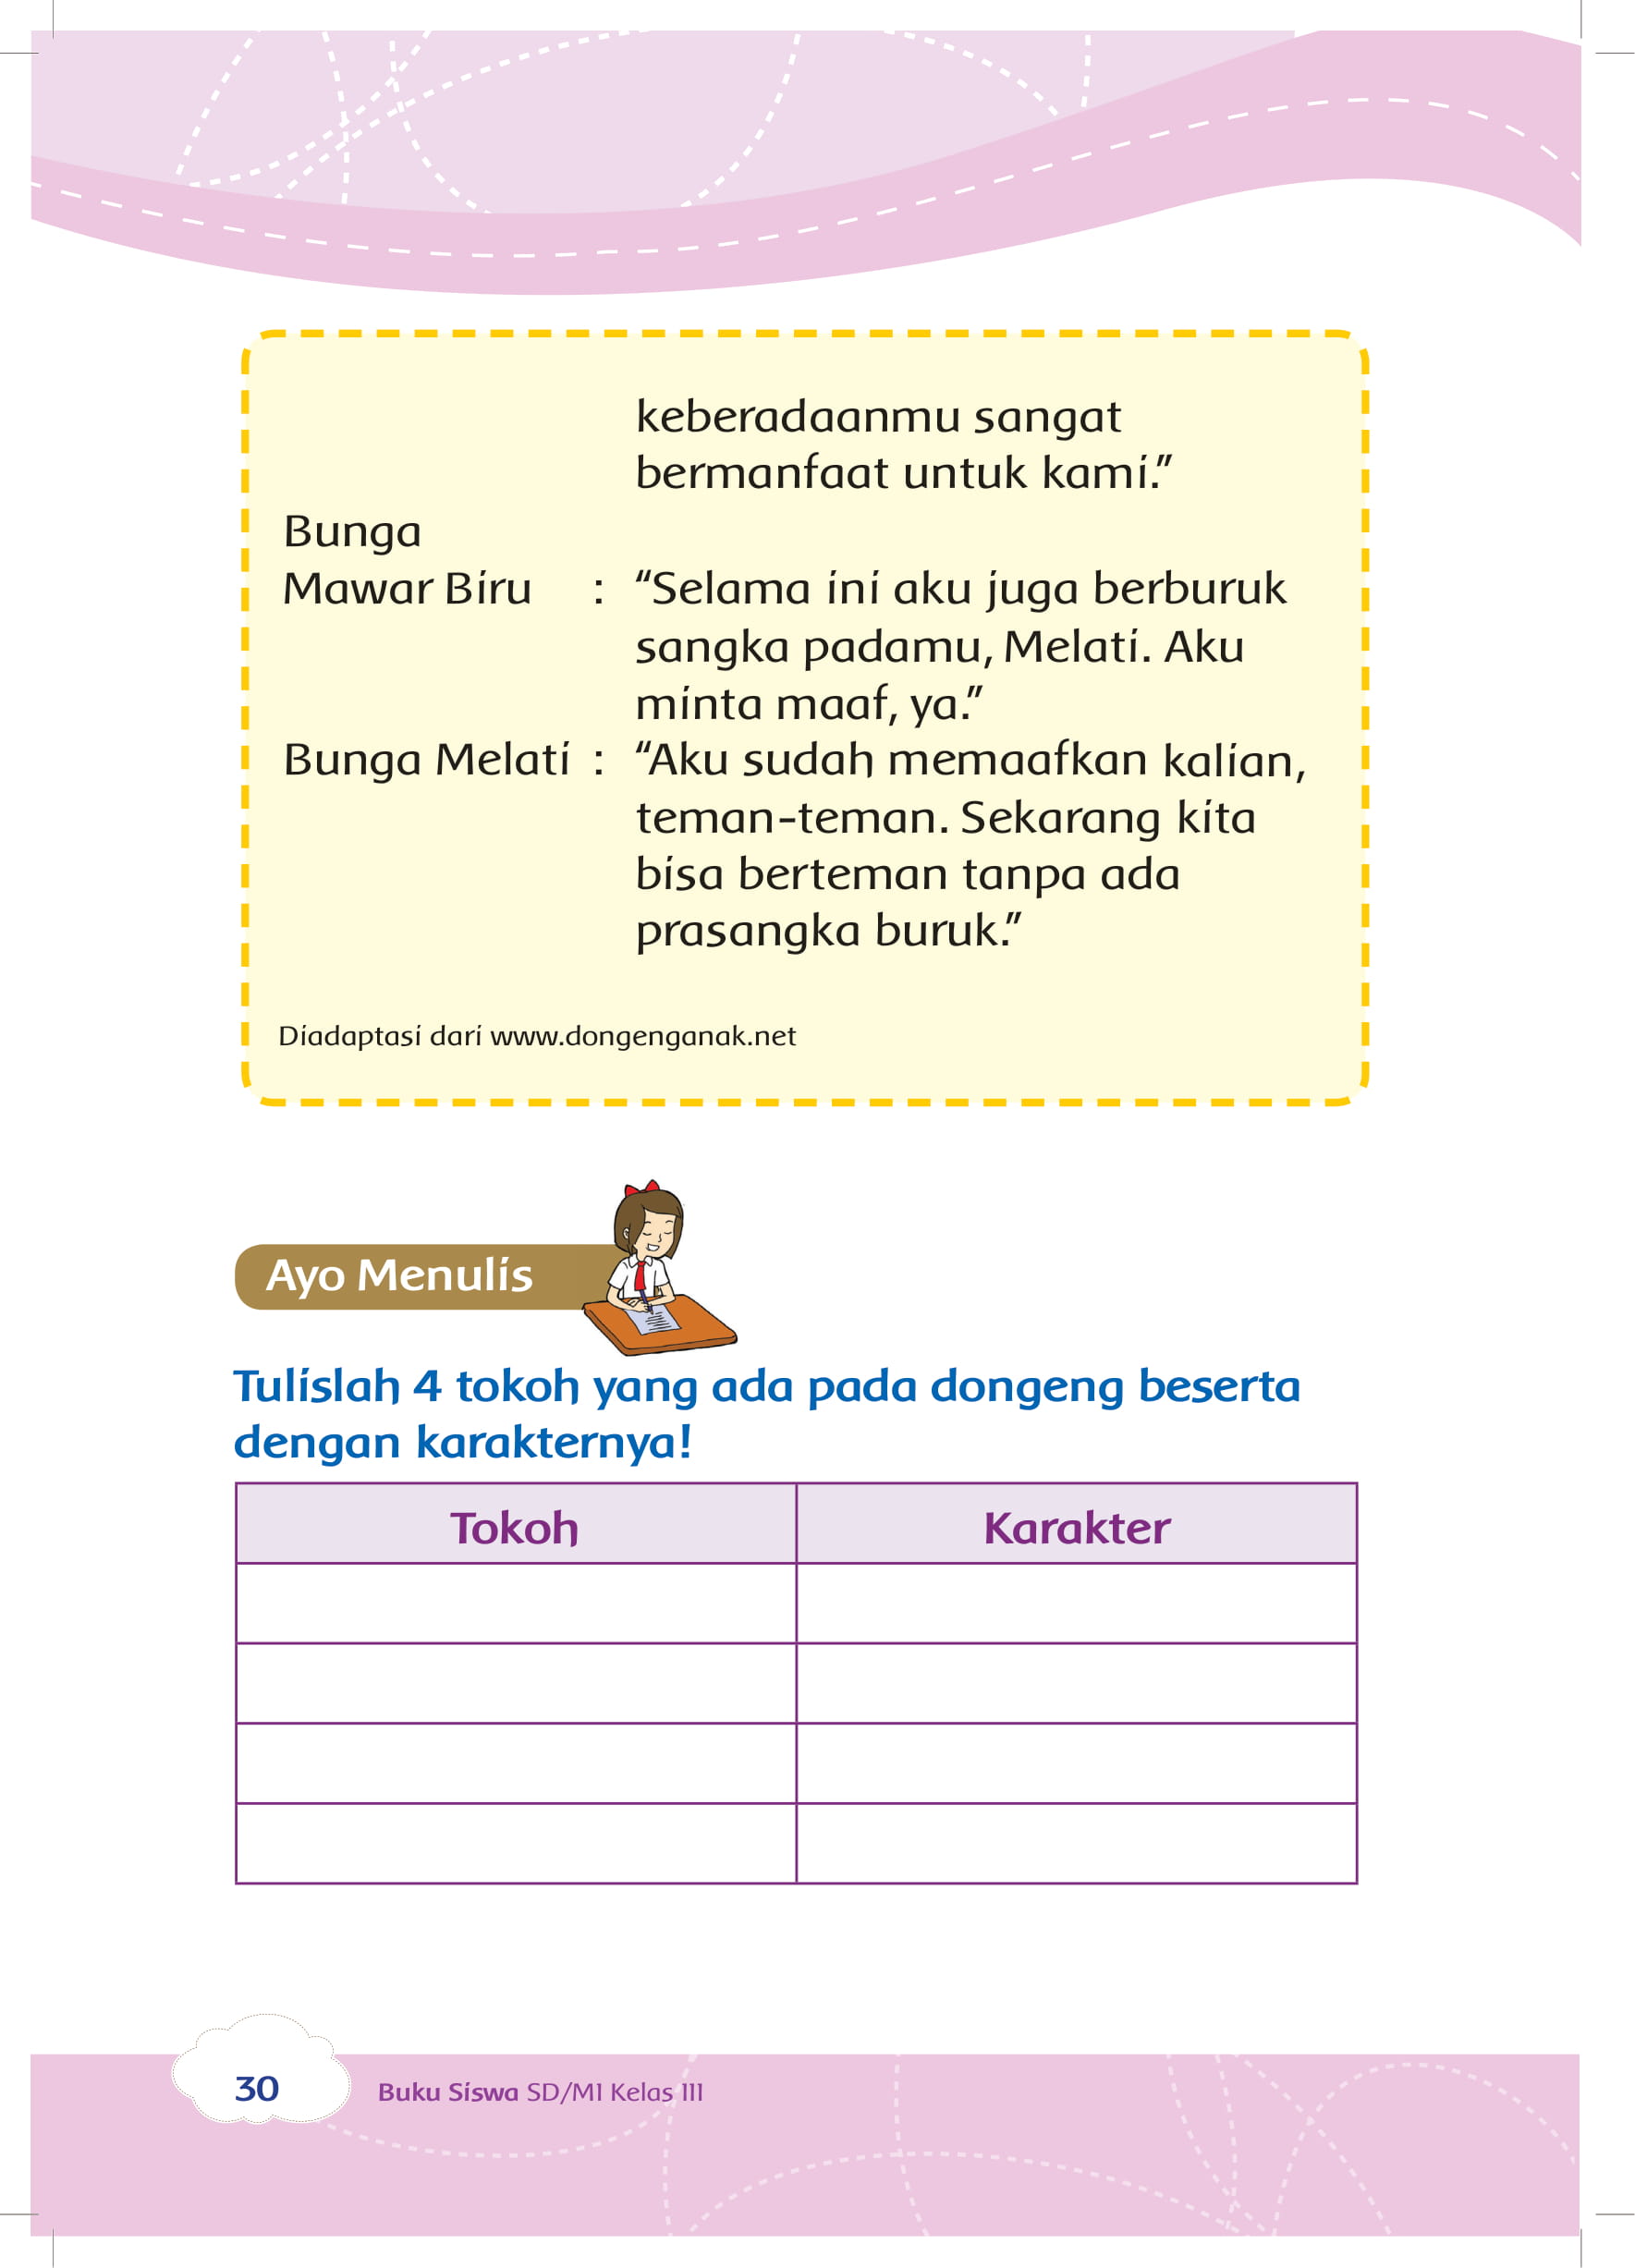 keberadaanmu sangat
bermanfaat untuk kami.”
Bunga
Mawar Biru : “Selama ini aku juga berburuk
sangka padamu, Melati. Aku
minta maaf, ya.”
Bunga Melati : “Aku sudah memaafkan kalian,
teman-teman. Sekarang kita
bisa berteman tanpa ada
prasangka buruk.”
Diadaptasi dari www.dongenganak.net
Ayo Menulis
Tulislah 4 tokoh yang ada pada dongeng beserta
dengan karakternya!
Tokoh Karakter
30 Buku Siswa SD/MI Kelas III